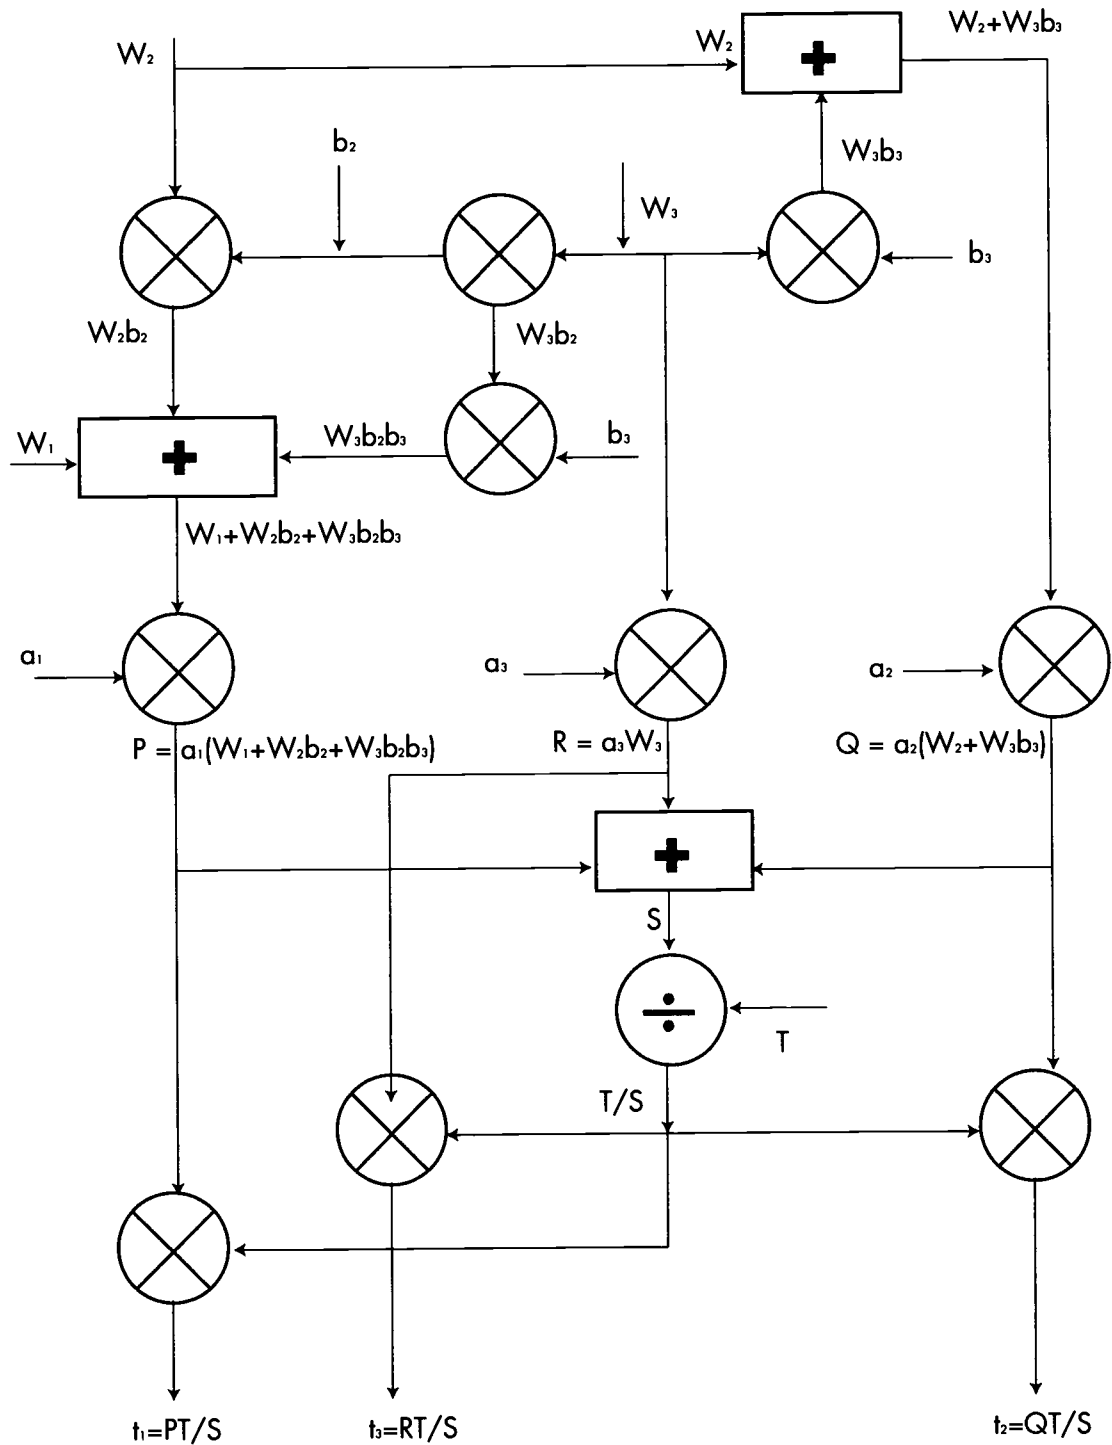 W₂+W₃b₃
W₂
W₂
b₂
W₃b₃
W₃
b₃
W₂b₂
W₃b₂
W₁
W₃b₂b₃
b₃
W₁+W₂b₂+W₃b₂b₃
a₁
a₃
a₂
P = a₁(W₁+W₂b₂+W₃b₂b₃)
R = a₃W₃
Q = a₂(W₂+W₃b₃)
S
T
T/S
t₁=PT/S
t₃=RT/S
t₂=QT/S